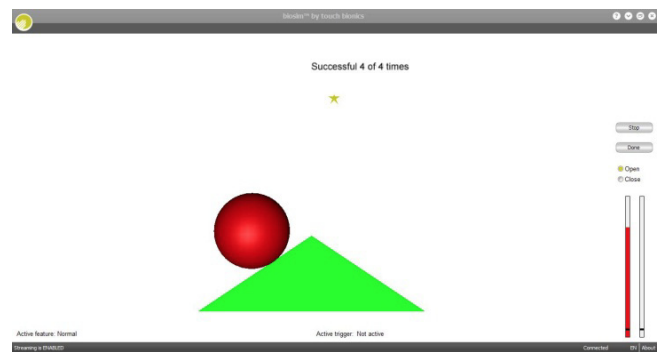 biosim™ by touch bionics
Successful 4 of 4 times
Stop
Done
Open
Close
Active feature: Normal
Active trigger: Not active
Streaming is ENABLED
Connected
EN
About